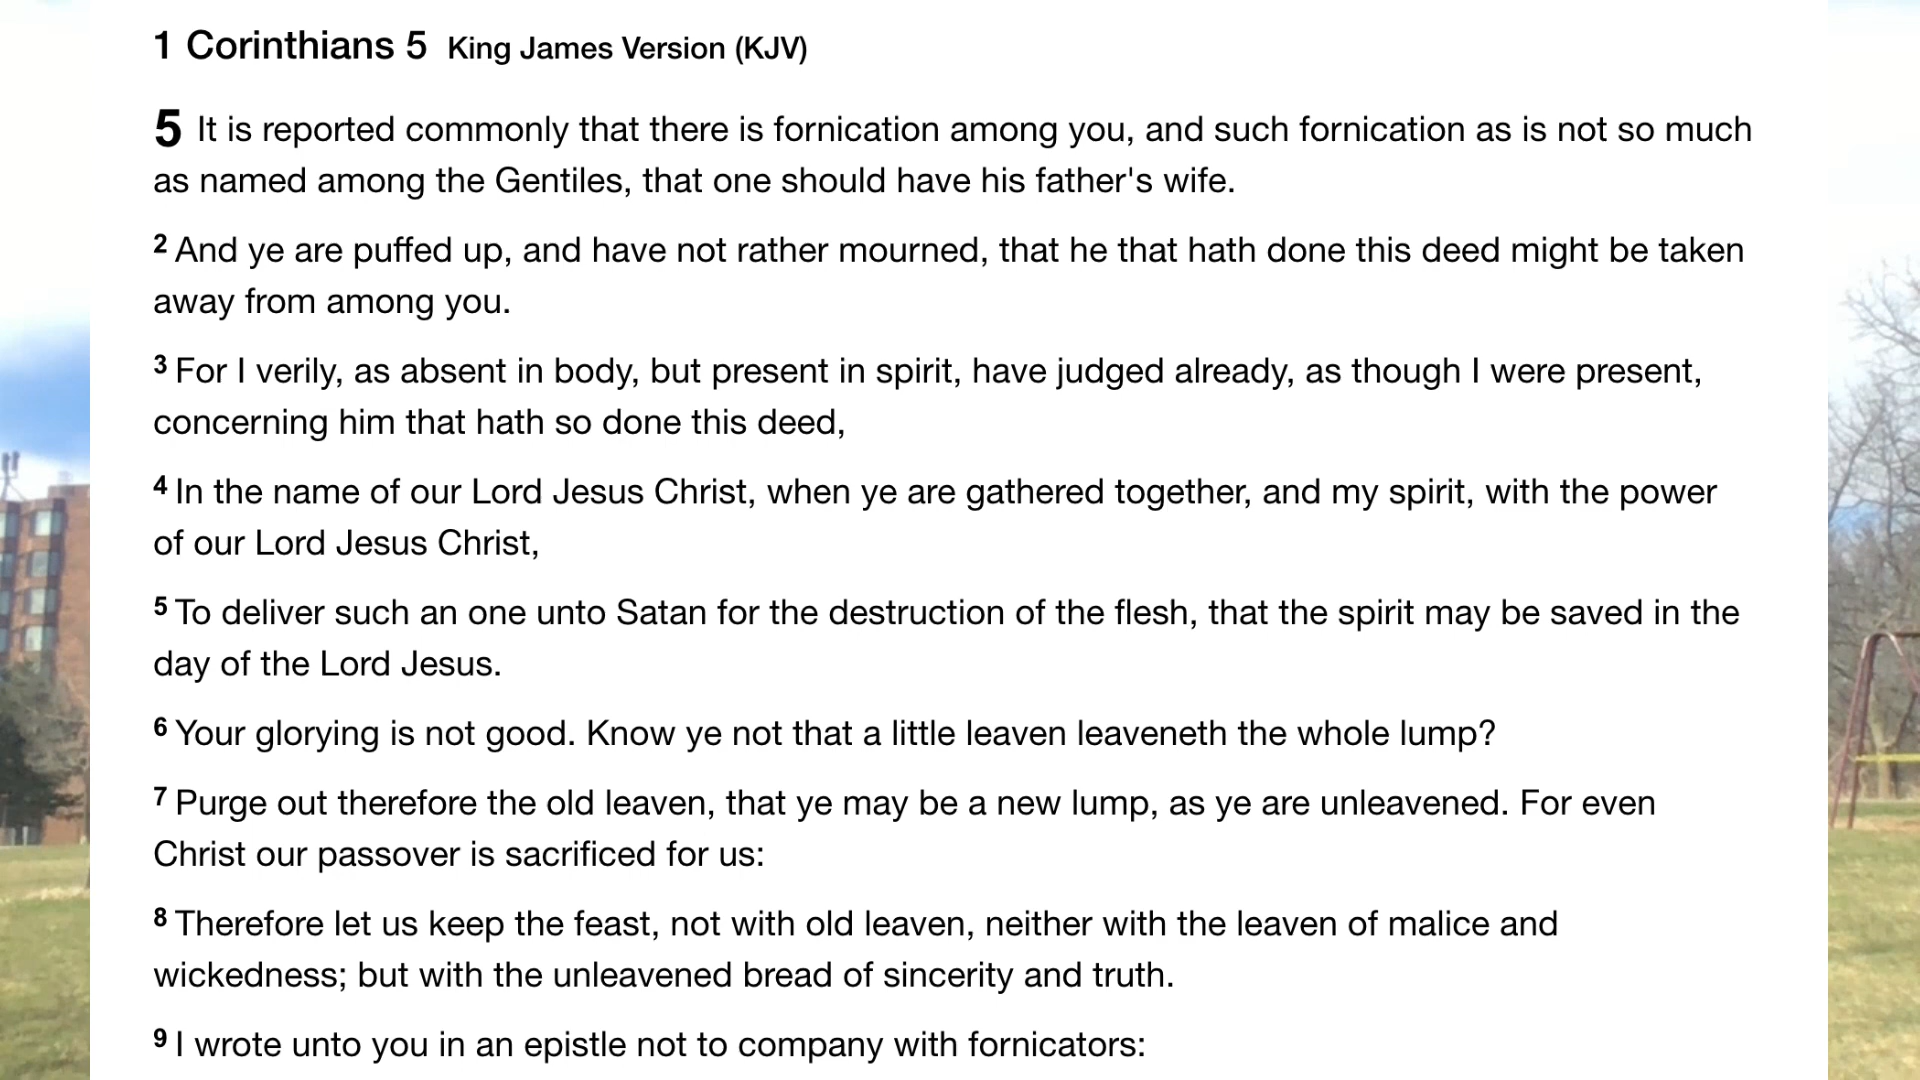 1 Corinthians 5 King James Version (KJV)
5 It is reported commonly that there is fornication among you, and such fornication as is not so much
as named among the Gentiles, that one should have his father's wife.
2 And ye are puffed up, and have not rather mourned, that he that hath done this deed might be taken
away from among you.
3 For I verily, as absent in body, but present in spirit, have judged already, as though I were present,
concerning him that hath so done this deed,
4 In the name of our Lord Jesus Christ, when ye are gathered together, and my spirit, with the power
of our Lord Jesus Christ,
5 To deliver such an one unto Satan for the destruction of the flesh, that the spirit may be saved in the
day of the Lord Jesus.
6 Your glorying is not good. Know ye not that a little leaven leaveneth the whole lump?
7 Purge out therefore the old leaven, that ye may be a new lump, as ye are unleavened. For even
Christ our passover is sacrificed for us:
8 Therefore let us keep the feast, not with old leaven, neither with the leaven of malice and
wickedness; but with the unleavened bread of sincerity and truth.
9 I wrote unto you in an epistle not to company with fornicators: